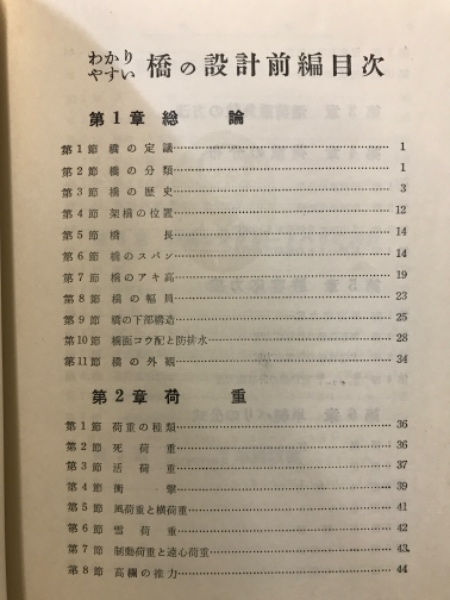 わかりやすい 橋の設計前編目次
第1章 総論
第1節 橋の定議 1
第2節 橋の分類 1
第3節 橋の歴史 3
第4節 架橋の位置 12
第5節 橋長 14
第6節 橋のスパン 14
第7節 橋のアキ高 19
第8節 橋の幅員 23
第9節 橋の下部構造 25
第10節 橋面コウ配と防排水 28
第11節 橋の外観 34
第2章 荷重
第1節 荷重の種類 36
第2節 死荷重 36
第3節 活荷重 37
第4節 衝撃 39
第5節 風荷重と横荷重 41
第6節 雪荷重 42
第7節 制動荷重と遠心荷重 43
第8節 高欄の推力 44